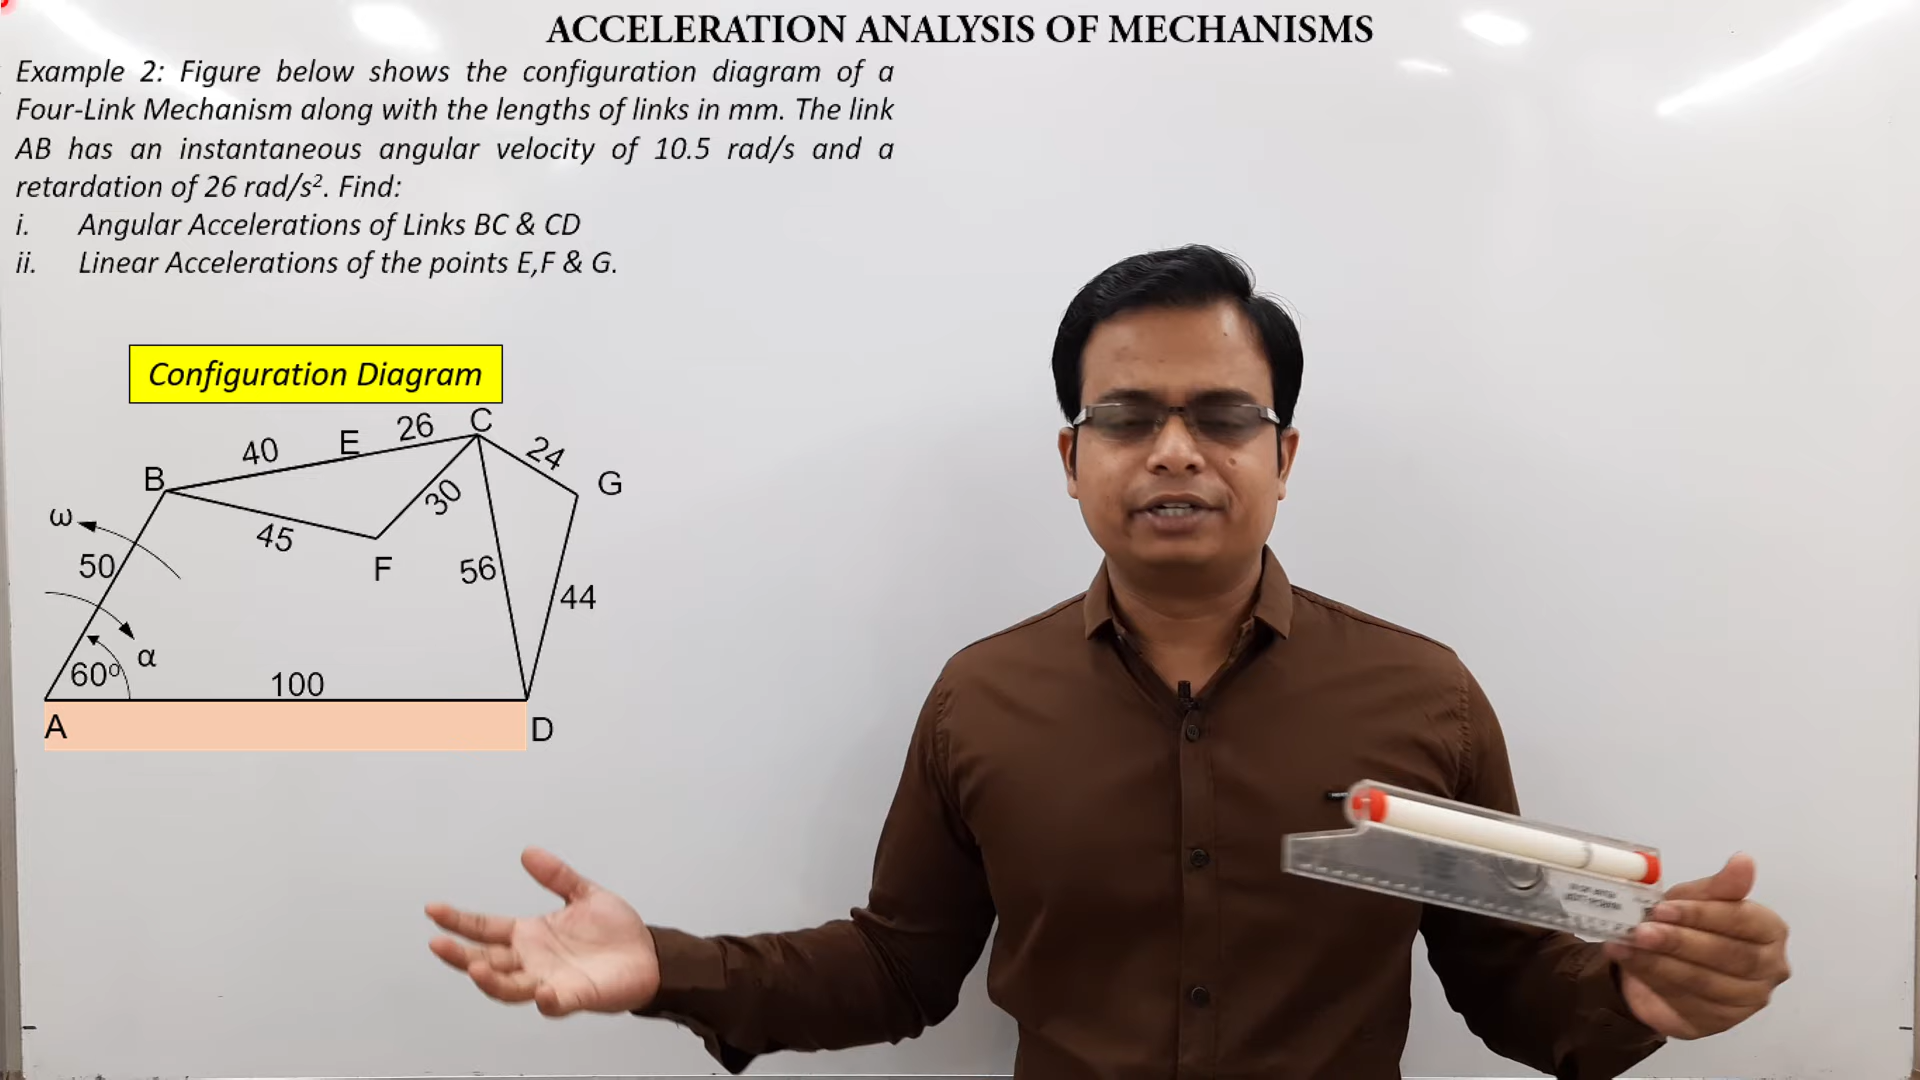 ACCELERATION ANALYSIS OF MECHANISMS
Example 2: Figure below shows the configuration diagram of a
Four-Link Mechanism along with the lengths of links in mm. The link
AB has an instantaneous angular velocity of 10.5 rad/s and a
retardation of 26 rad/s². Find:
i. Angular Accelerations of Links BC & CD
ii. Linear Accelerations of the points E,F & G.
Configuration Diagram
C
26
E
40
24
B
G
30
ω
45
50
F
56
44
α
60⁰
100
A
D